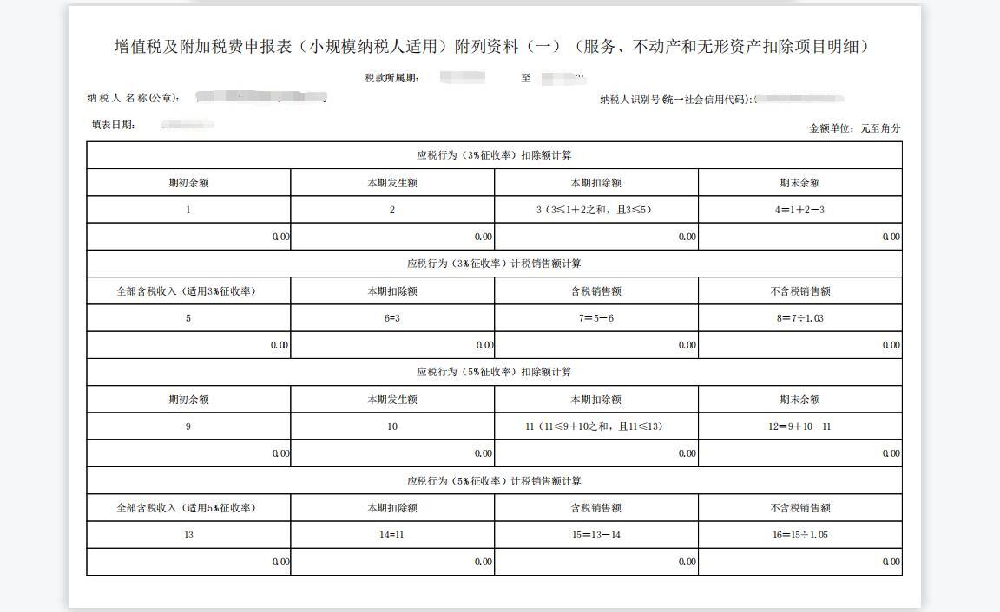 增值税及附加税费申报表（小规模纳税人适用）附列资料（一）（服务、不动产和无形资产扣除项目明细）
税款所属期： 至
纳税人名称(公章)： 纳税人识别号(统一社会信用代码):
填表日期： 金额单位：元至角分
应税行为（3%征收率）扣除额计算
期初余额 本期发生额 本期扣除额 期末余额
1 2 3（3≤1＋2之和，且3≤5） 4＝1＋2－3
0.00 0.00 0.00 0.00
应税行为（3%征收率）计税销售额计算
全部含税收入（适用3%征收率） 本期扣除额 含税销售额 不含税销售额
5 6=3 7＝5－6 8＝7÷1.03
0.00 0.00 0.00 0.00
应税行为（5%征收率）扣除额计算
期初余额 本期发生额 本期扣除额 期末余额
9 10 11（11≤9＋10之和，且11≤13） 12＝9＋10－11
0.00 0.00 0.00 0.00
应税行为（5%征收率）计税销售额计算
全部含税收入（适用5%征收率） 本期扣除额 含税销售额 不含税销售额
13 14=11 15＝13－14 16＝15÷1.05
0.00 0.00 0.00 0.00